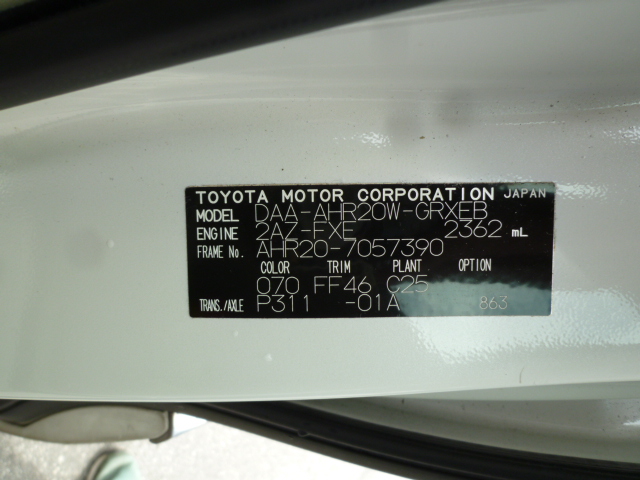 TOYOTA MOTOR CORPORATION JAPAN
MODEL DAA-AHR20W-GRXEB
ENGINE 2AZ-FXE 2362 mL
FRAME No. AHR20-7057390
COLOR TRIM PLANT OPTION
070 FF46 C25
TRANS./AXLE P311 -01A 863